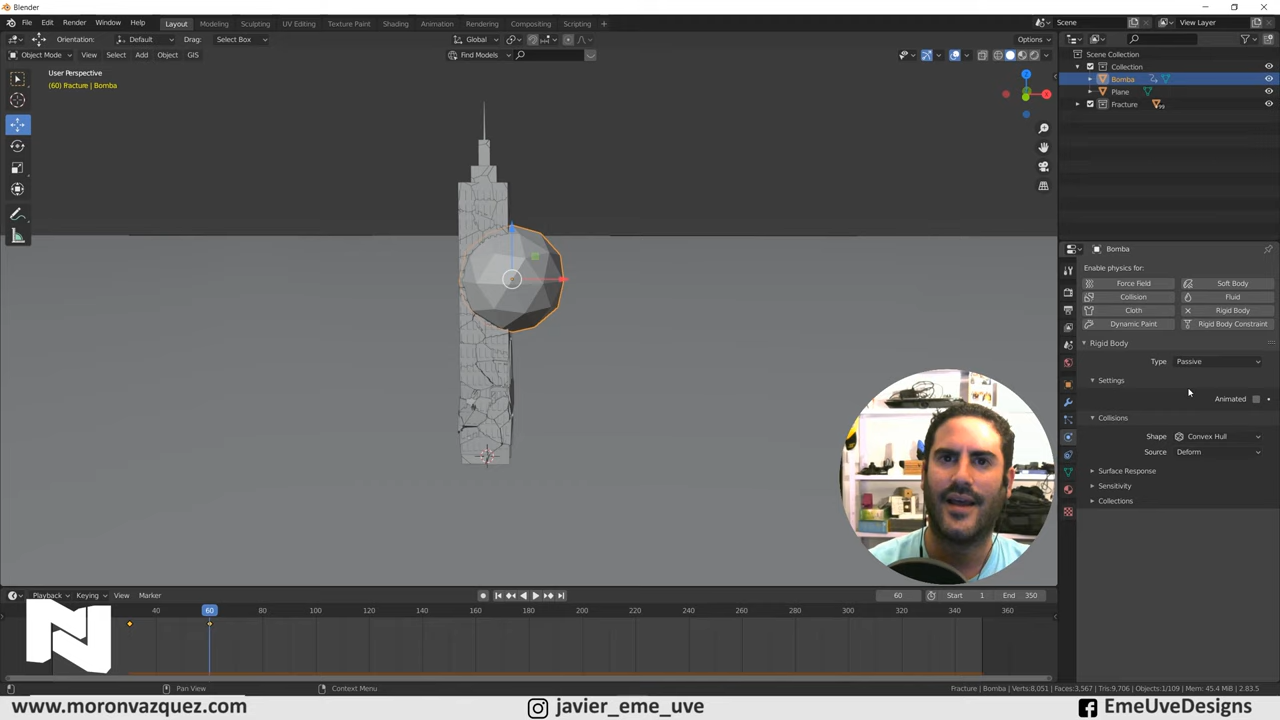 Blender
File Edit Render Window Help Layout Modeling Sculpting UV Editing Texture Paint Shading Animation Rendering Compositing Scripting + Scene View Layer
Orientation: Default Drag: Select Box Global Options
Object Mode View Select Add Object GIS Find Models
User Perspective
(60) Fracture | Bomba
Scene Collection
Collection
Bomba
Plane
Fracture 99
Bomba
Enable physics for:
Force Field Soft Body
Collision Fluid
Cloth Rigid Body
Dynamic Paint Rigid Body Constraint
Rigid Body
Type Passive
Settings
Animated
Collisions
Shape Convex Hull
Source Deform
Surface Response
Sensitivity
Collections
Playback Keying View Marker 60 Start 1 End 350
40 60 80 100 120 140 160 180 200 220 240 260 280 300 320 340 360
N
Pan View Context Menu Fracture | Bomba | Verts:8,051 | Faces:3,567 | Tris:9,706 | Objects:1/109 | Mem: 45.4 MiB | 2.83.5
www.moronvazquez.com javier_eme_uve EmeUveDesigns